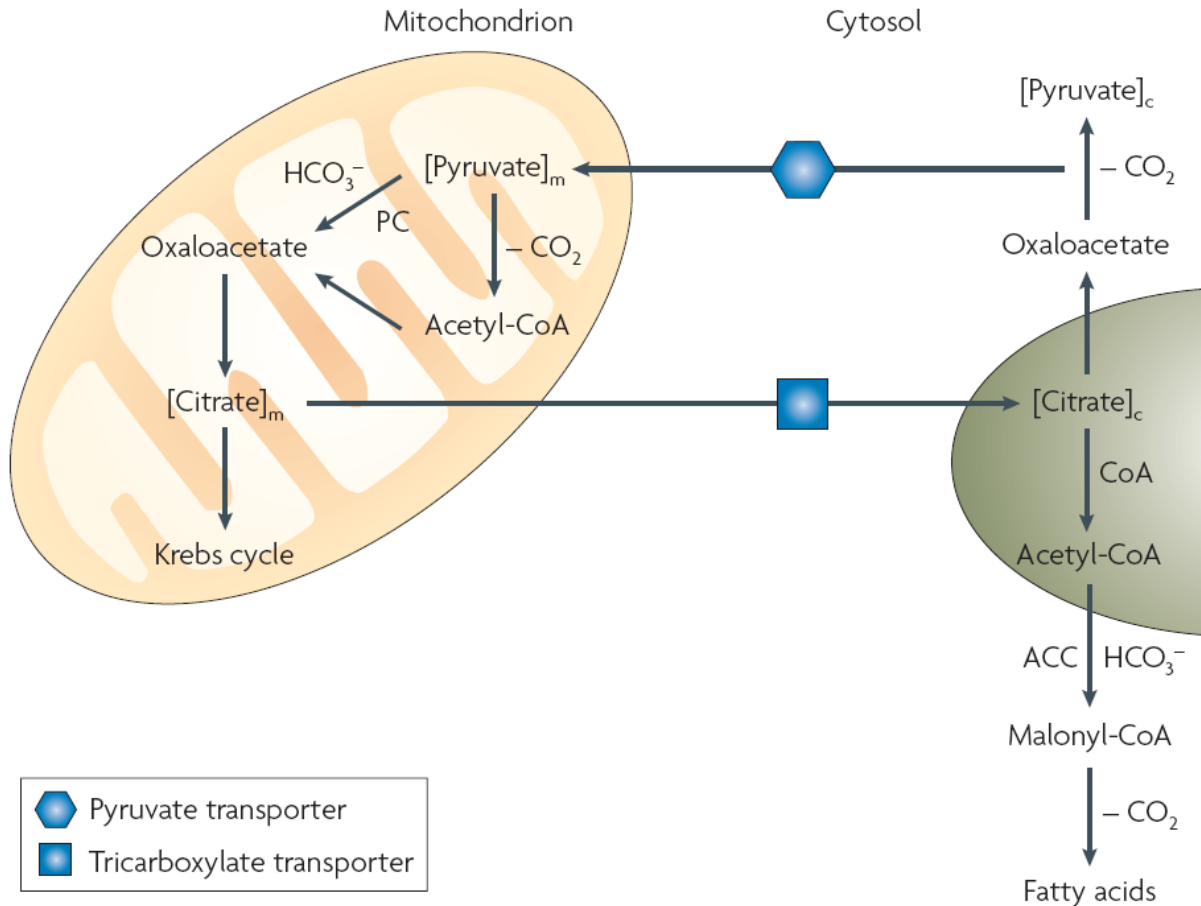 Mitochondrion
Cytosol
[Pyruvate]c
HCO3−
[Pyruvate]m
− CO2
PC
Oxaloacetate
− CO2
Oxaloacetate
Acetyl-CoA
[Citrate]m
[Citrate]c
CoA
Krebs cycle
Acetyl-CoA
ACC
HCO3−
Malonyl-CoA
Pyruvate transporter
− CO2
Tricarboxylate transporter
Fatty acids